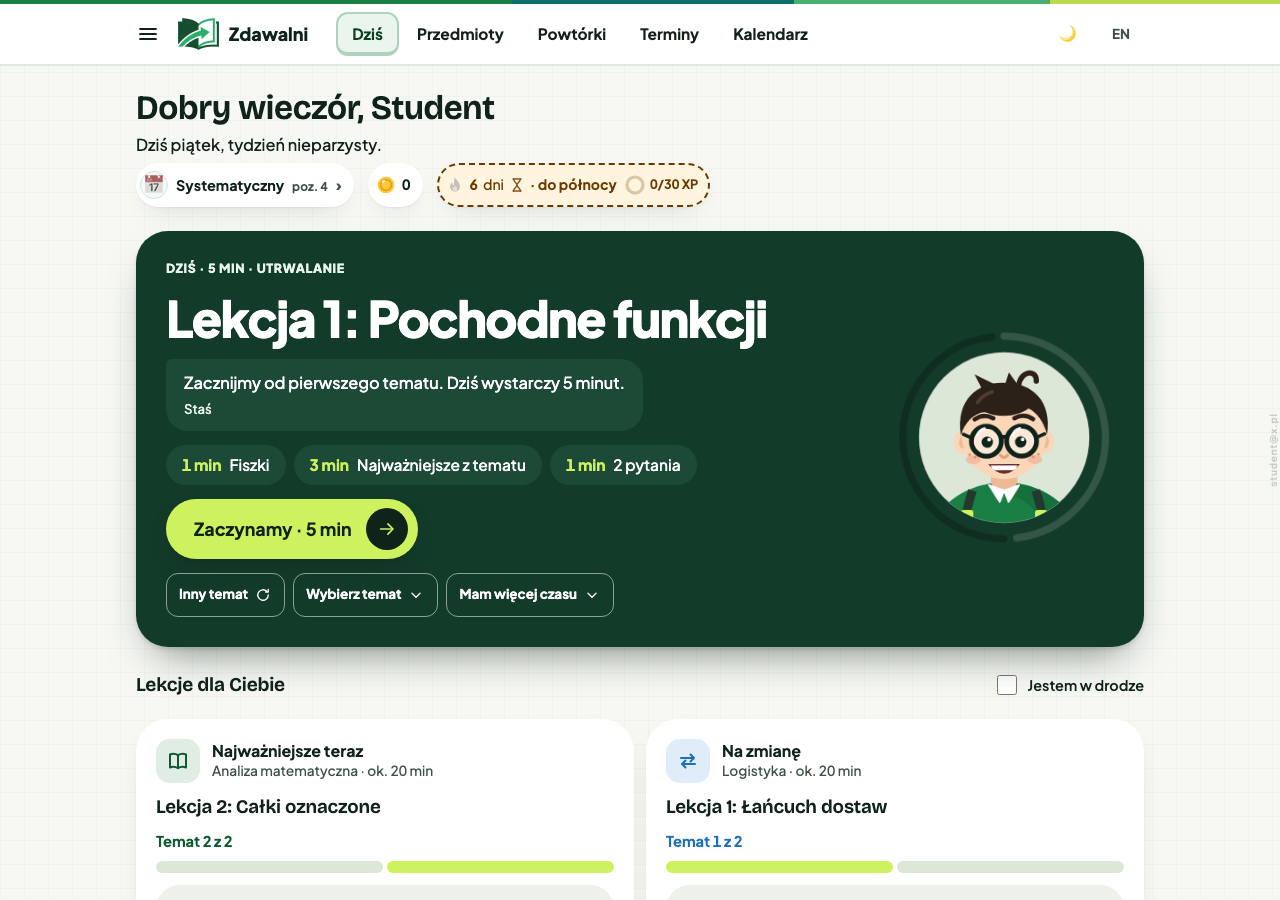 Zdawalni
Dziś
Przedmioty
Powtórki
Terminy
Kalendarz
EN
Dobry wieczór, Student
Dziś piątek, tydzień nieparzysty.
17 Systematyczny poz. 4 ›
0
6 dni · do północy 0/30 XP
DZIŚ · 5 MIN · UTRWALANIE
Lekcja 1: Pochodne funkcji
Zacznijmy od pierwszego tematu. Dziś wystarczy 5 minut.
Staś
1 min Fiszki
3 min Najważniejsze z tematu
1 min 2 pytania
Zaczynamy · 5 min
Inny temat
Wybierz temat
Mam więcej czasu
student@x.pl
Lekcje dla Ciebie
Jestem w drodze
Najważniejsze teraz
Analiza matematyczna · ok. 20 min
Lekcja 2: Całki oznaczone
Temat 2 z 2
Na zmianę
Logistyka · ok. 20 min
Lekcja 1: Łańcuch dostaw
Temat 1 z 2